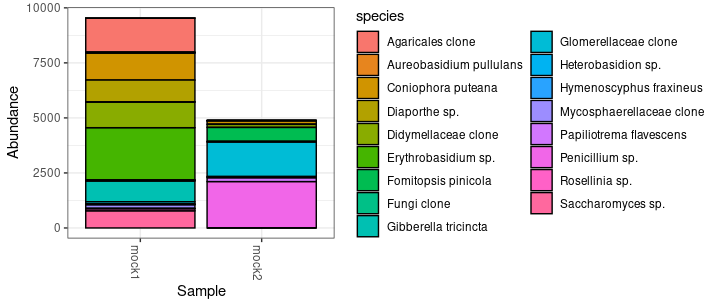 10000
7500
5000
2500
0
Abundance
mock1
mock2
Sample
species
Agaricales clone
Aureobasidium pullulans
Coniophora puteana
Diaporthe sp.
Didymellaceae clone
Erythrobasidium sp.
Fomitopsis pinicola
Fungi clone
Gibberella tricincta
Glomerellaceae clone
Heterobasidion sp.
Hymenoscyphus fraxineus
Mycosphaerellaceae clone
Papiliotrema flavescens
Penicillium sp.
Rosellinia sp.
Saccharomyces sp.